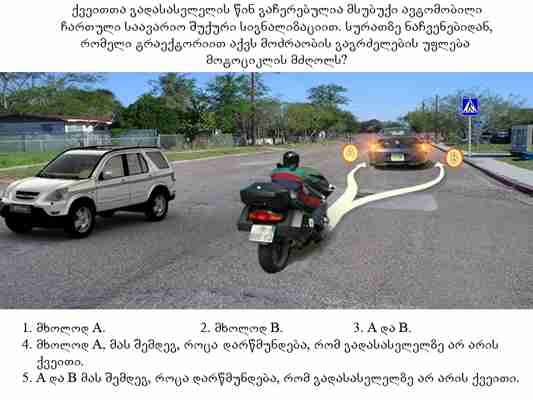 ქვეითთა გადასასვლელის წინ გაჩერებულია მსუბუქი ავტომობილი
ჩართული საავარიო შუქური სიგნალიზაციით. სურათზე ნაჩვენებიდან,
რომელი ტრაექტორიით აქვს მოძრაობის გაგრძელების უფლება
მოტოციკლის მძღოლს?
A B
1. მხოლოდ A. 2. მხოლოდ B. 3. A და B.
4. მხოლოდ A, მას შემდეგ, როცა დარწმუნდება, რომ გადასასვლელზე არ არის
ქვეითი.
5. A და B მას შემდეგ, როცა დარწმუნდება, რომ გადასასვლელზე არ არის ქვეითი.